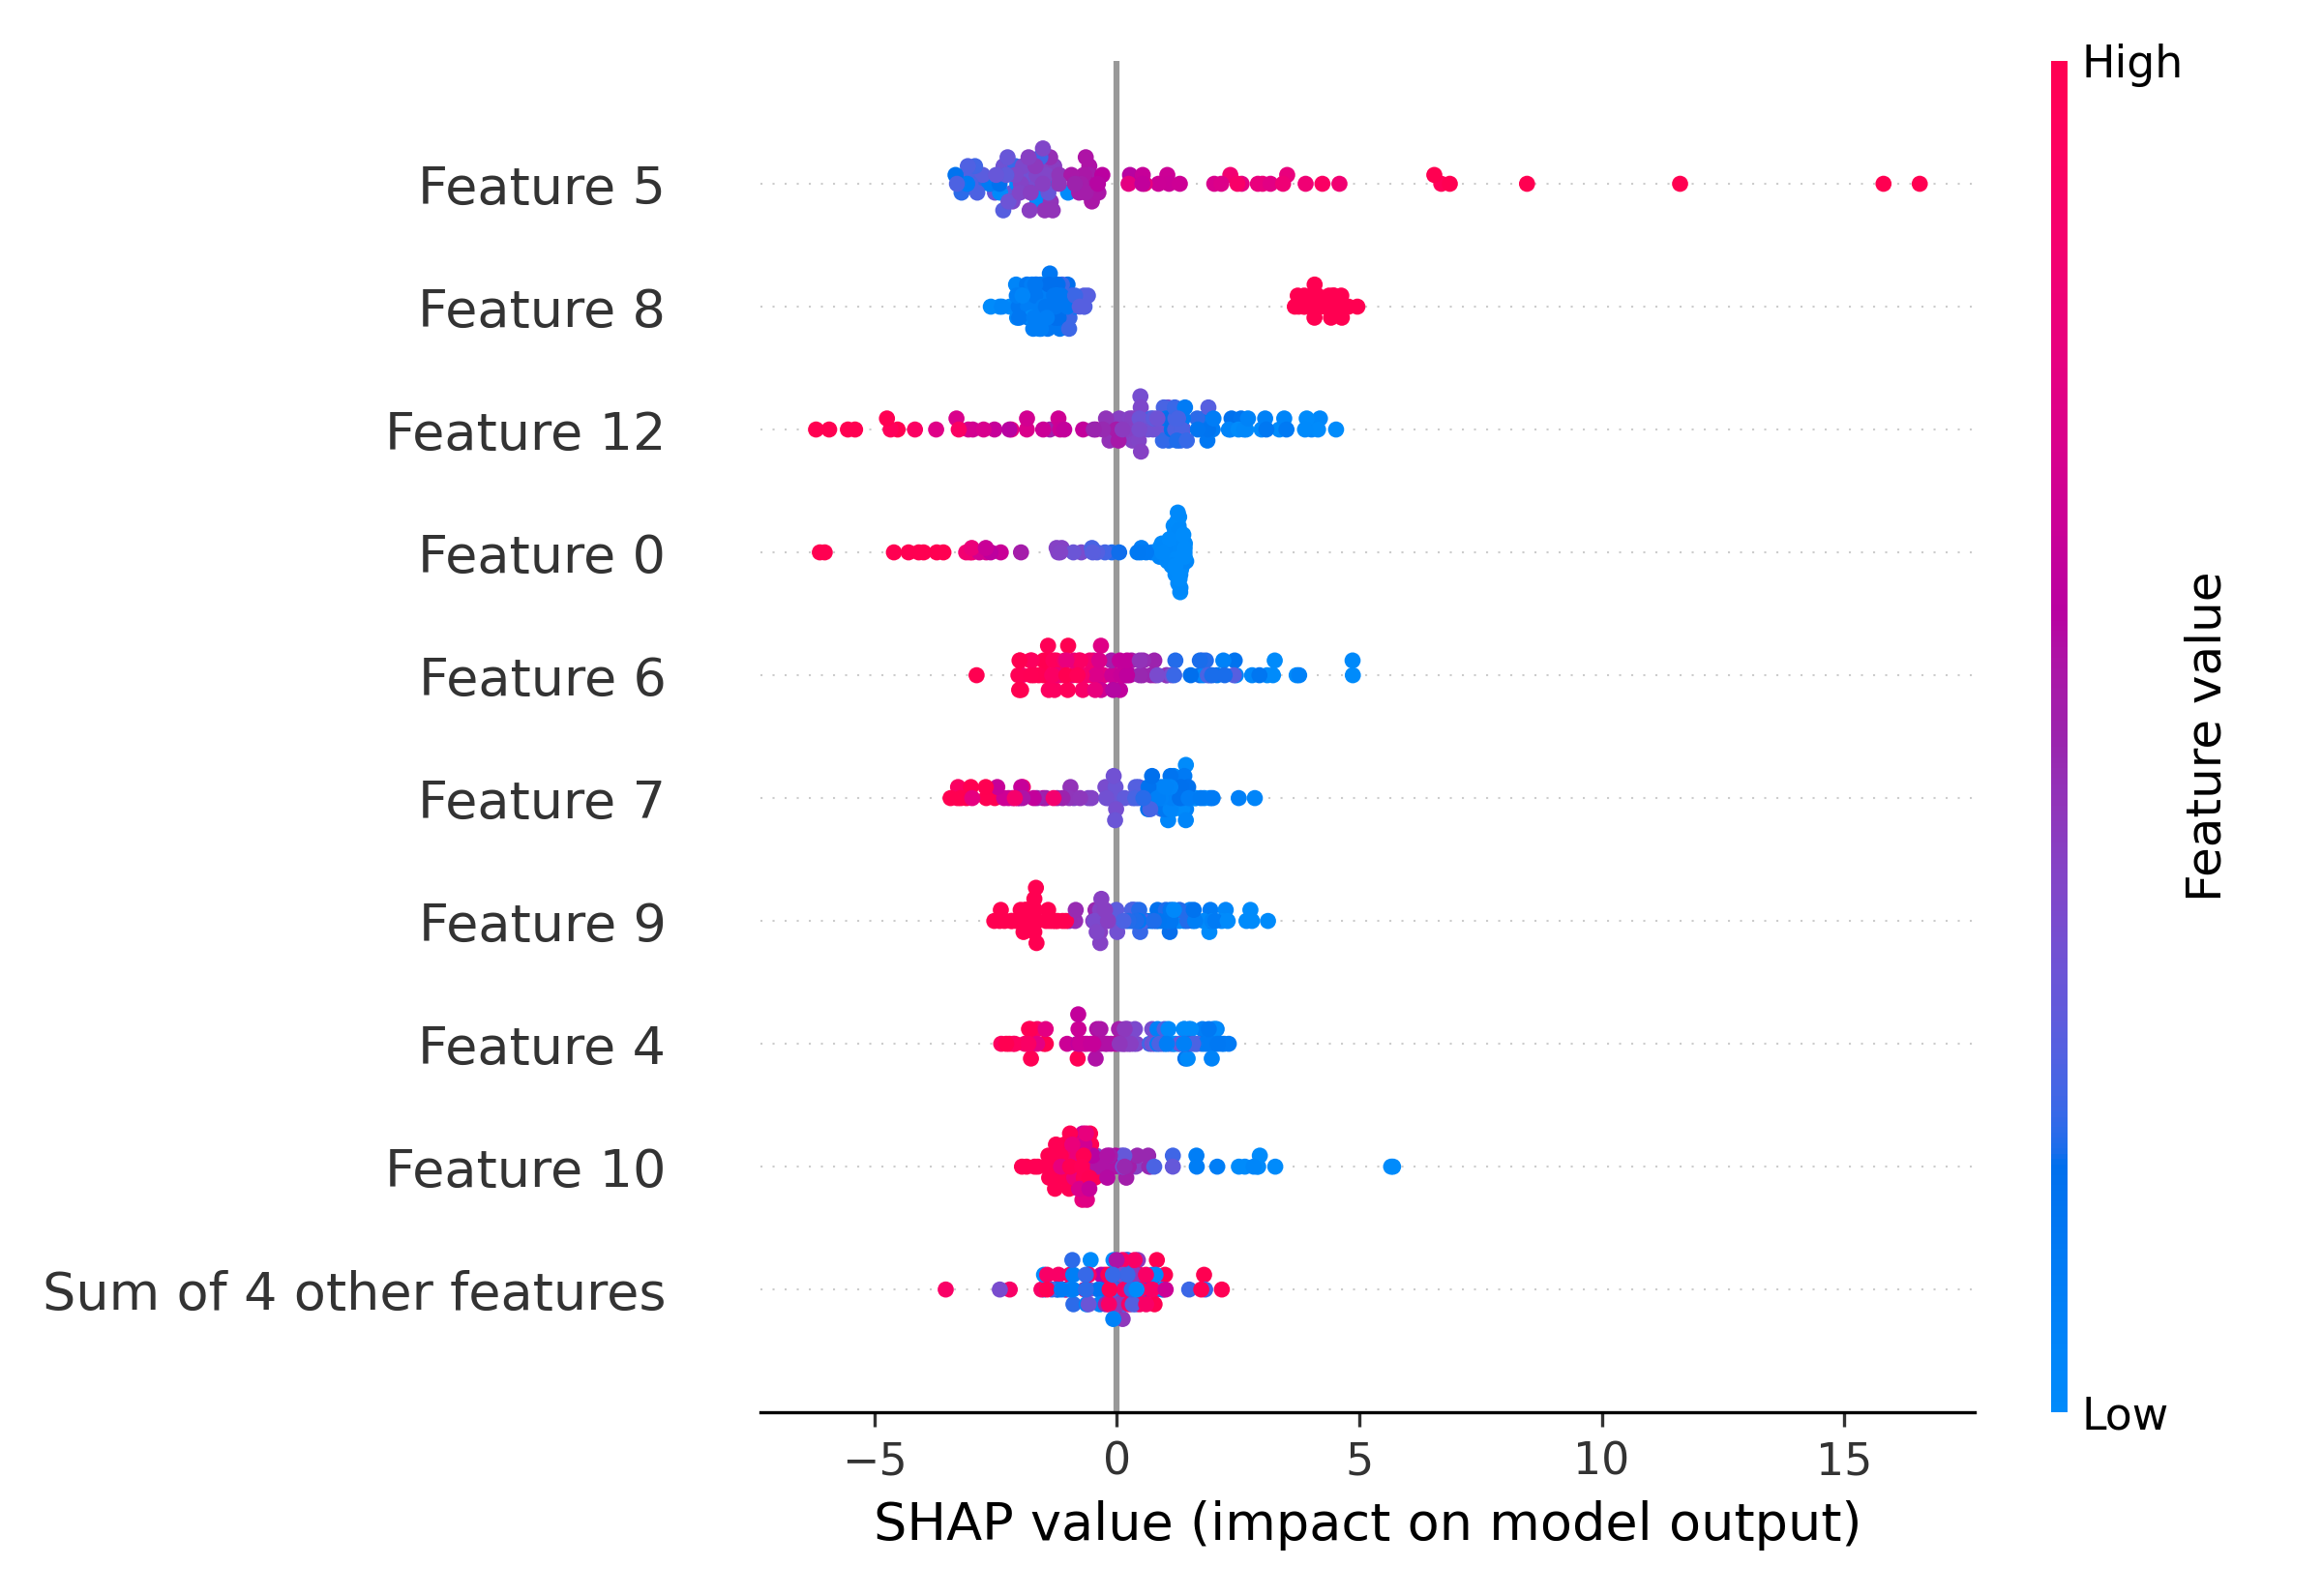 High
Feature 5
Feature 8
Feature 12
Feature 0
Feature 6
Feature 7
Feature 9
Feature 4
Feature 10
Sum of 4 other features
Feature value
Low
−5 0 5 10 15
SHAP value (impact on model output)